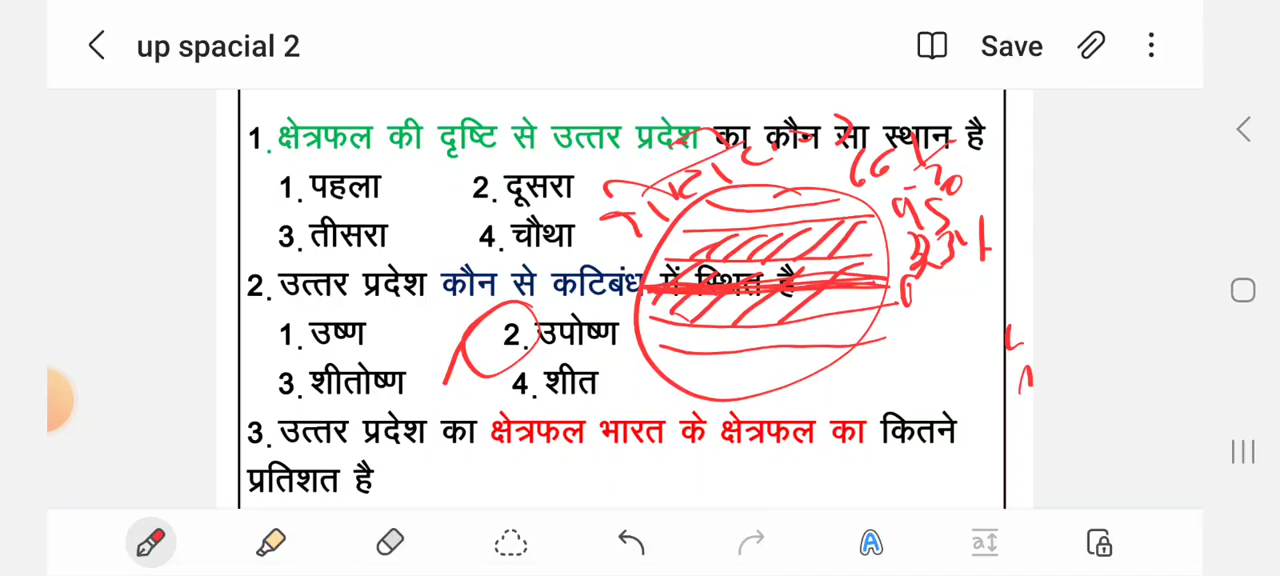 up spacial 2
Save
1. क्षेत्रफल की दृष्टि से उत्तर प्रदेश का कौन सा स्थान है
1. पहला 2. दूसरा
3. तीसरा 4. चौथा
2. उत्तर प्रदेश कौन से कटिबंध में स्थित है
1. उष्ण 2. उपोष्ण
3. शीतोष्ण 4. शीत
3. उत्तर प्रदेश का क्षेत्रफल भारत के क्षेत्रफल का कितने
प्रतिशत है